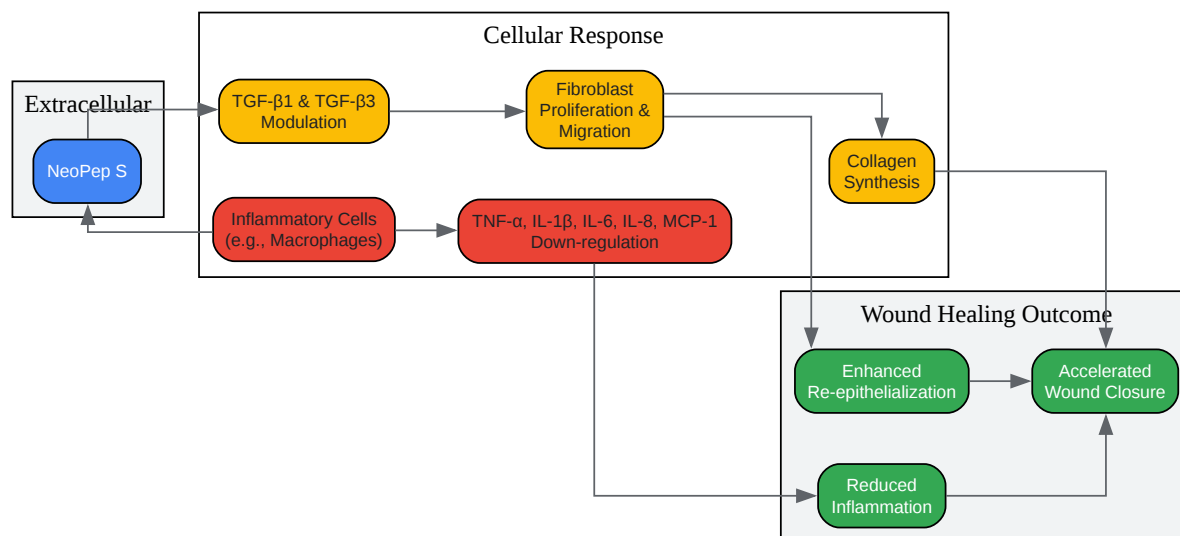 Cellular Response
Extracellular
TGF-β1 & TGF-β3
Modulation
Fibroblast
Proliferation &
Migration
NeoPep S
Collagen
Synthesis
Inflammatory Cells
(e.g., Macrophages)
TNF-α, IL-1β, IL-6, IL-8, MCP-1
Down-regulation
Wound Healing Outcome
Enhanced
Re-epithelialization
Accelerated
Wound Closure
Reduced
Inflammation